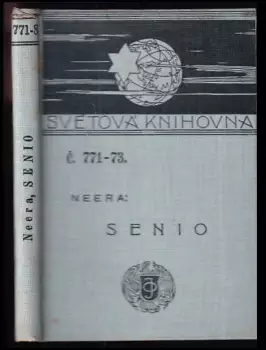 771-3
Neera, SENIO
SVĚTOVÁ KNIHOVNA
Č. 771-73.
NEERA:
SENIO